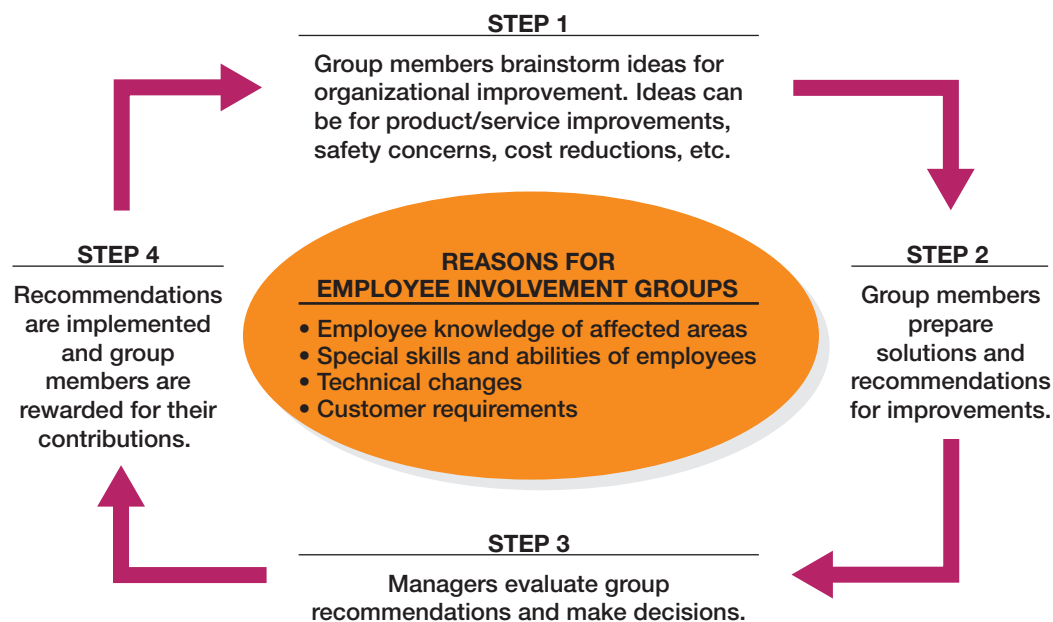 STEP 1
Group members brainstorm ideas for
organizational improvement. Ideas can
be for product/service improvements,
safety concerns, cost reductions, etc.
STEP 2
Group members
prepare
solutions and
recommendations
for improvements.
STEP 3
Managers evaluate group
recommendations and make decisions.
STEP 4
Recommendations
are implemented
and group
members are
rewarded for their
contributions.
REASONS FOR
EMPLOYEE INVOLVEMENT GROUPS
• Employee knowledge of affected areas
• Special skills and abilities of employees
• Technical changes
• Customer requirements